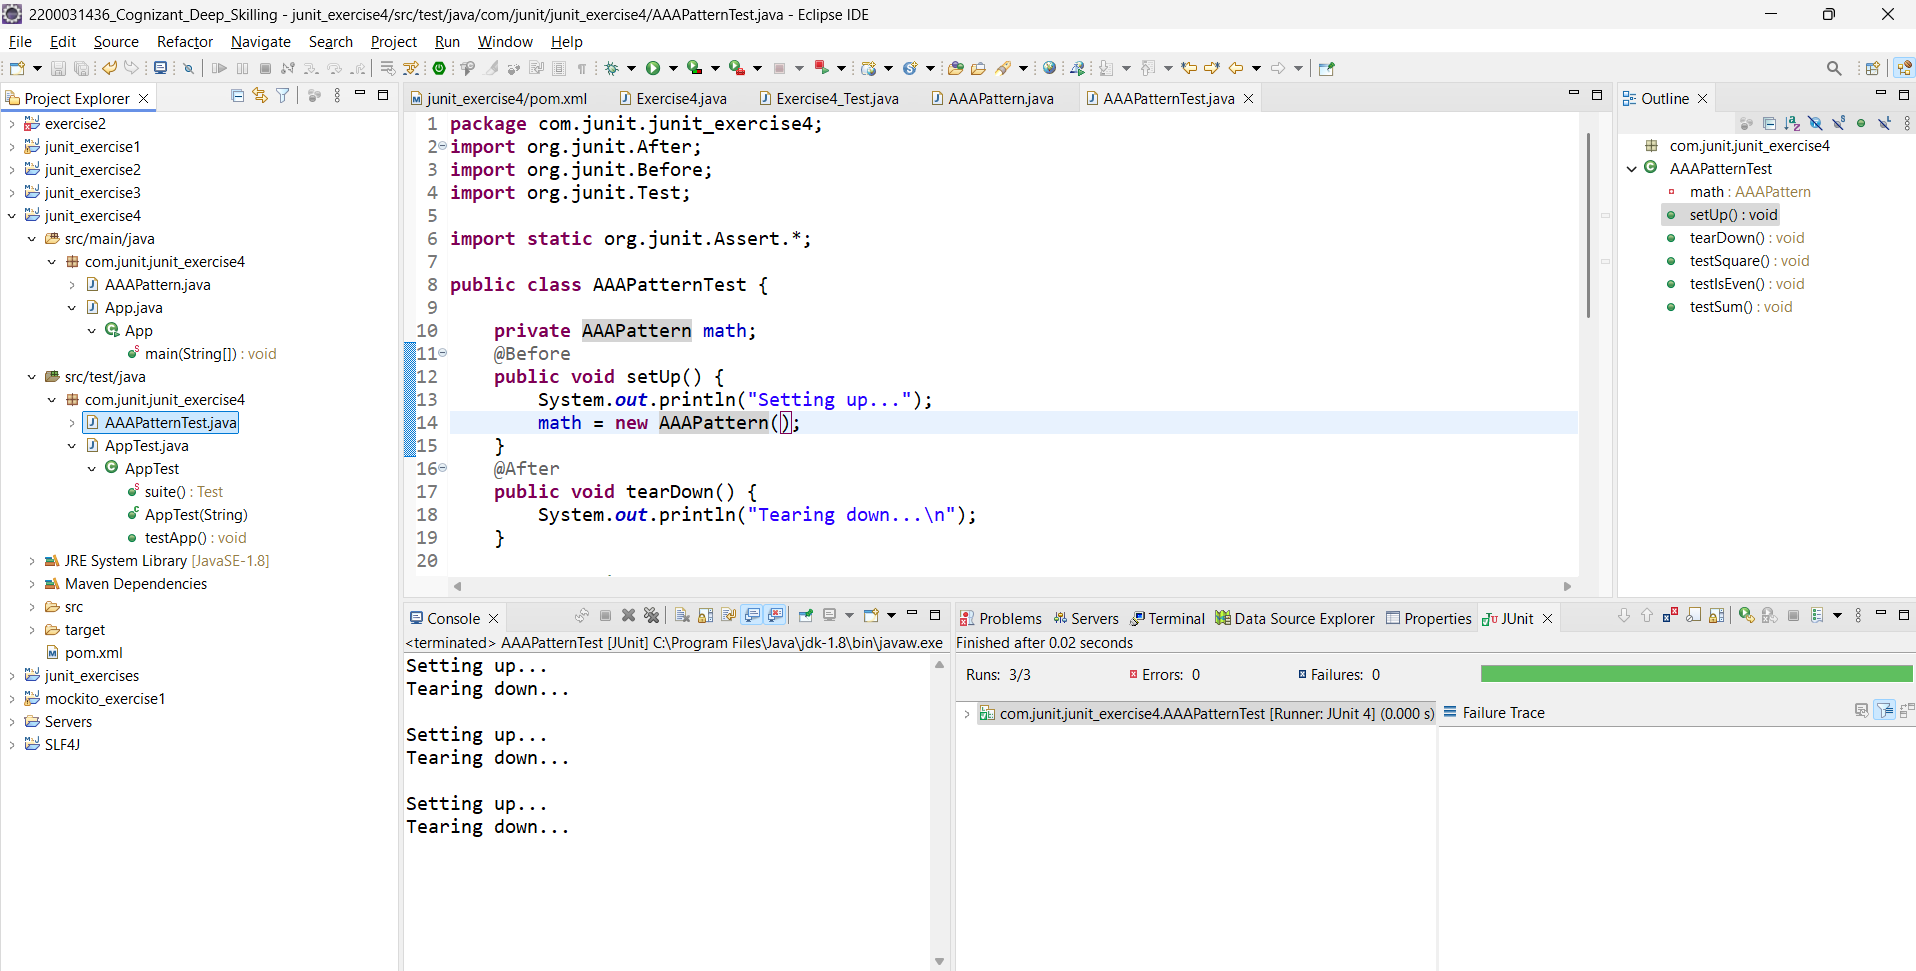 2200031436_Cognizant_Deep_Skilling - junit_exercise4/src/test/java/com/junit/junit_exercise4/AAAPatternTest.java - Eclipse IDE
File Edit Source Refactor Navigate Search Project Run Window Help
Project Explorer
exercise2
junit_exercise1
junit_exercise2
junit_exercise3
junit_exercise4
src/main/java
com.junit.junit_exercise4
AAAPattern.java
App.java
App
main(String[]) : void
src/test/java
com.junit.junit_exercise4
AAAPatternTest.java
AppTest.java
AppTest
suite() : Test
AppTest(String)
testApp() : void
JRE System Library [JavaSE-1.8]
Maven Dependencies
src
target
pom.xml
junit_exercises
mockito_exercise1
Servers
SLF4J
junit_exercise4/pom.xml Exercise4.java Exercise4_Test.java AAAPattern.java AAAPatternTest.java
1 package com.junit.junit_exercise4;
2 import org.junit.After;
3 import org.junit.Before;
4 import org.junit.Test;
5
6 import static org.junit.Assert.*;
7
8 public class AAAPatternTest {
9
10 private AAAPattern math;
11 @Before
12 public void setUp() {
13 System.out.println("Setting up...");
14 math = new AAAPattern();
15 }
16 @After
17 public void tearDown() {
18 System.out.println("Tearing down...\n");
19 }
20
Outline
com.junit.junit_exercise4
AAAPatternTest
math : AAAPattern
setUp() : void
tearDown() : void
testSquare() : void
testIsEven() : void
testSum() : void
Console
<terminated> AAAPatternTest [JUnit] C:\Program Files\Java\jdk-1.8\bin\javaw.exe
Setting up...
Tearing down...
Setting up...
Tearing down...
Setting up...
Tearing down...
Problems Servers Terminal Data Source Explorer Properties JUnit
Finished after 0.02 seconds
Runs: 3/3 Errors: 0 Failures: 0
com.junit.junit_exercise4.AAAPatternTest [Runner: JUnit 4] (0.000 s)
Failure Trace